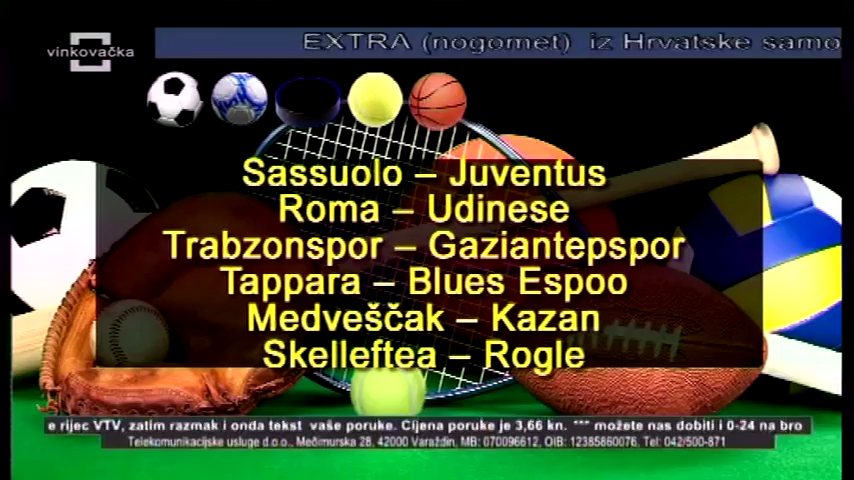 vinkovačka
EXTRA (nogomet) iz Hrvatske samo
Sassuolo – Juventus
Roma – Udinese
Trabzonspor – Gaziantepspor
Tappara – Blues Espoo
Medveščak – Kazan
Skelleftea – Rogle
e rijec VTV, zatim razmak i onda tekst vaše poruke. Cijena poruke je 3,66 kn. *** možete nas dobiti i 0-24 na bro
Telekomunikacijske usluge d.o.o., Mečimurska 28, 42000 Varaždin, MB: 070096612, OIB: 12385860076, Tel: 042/500-871